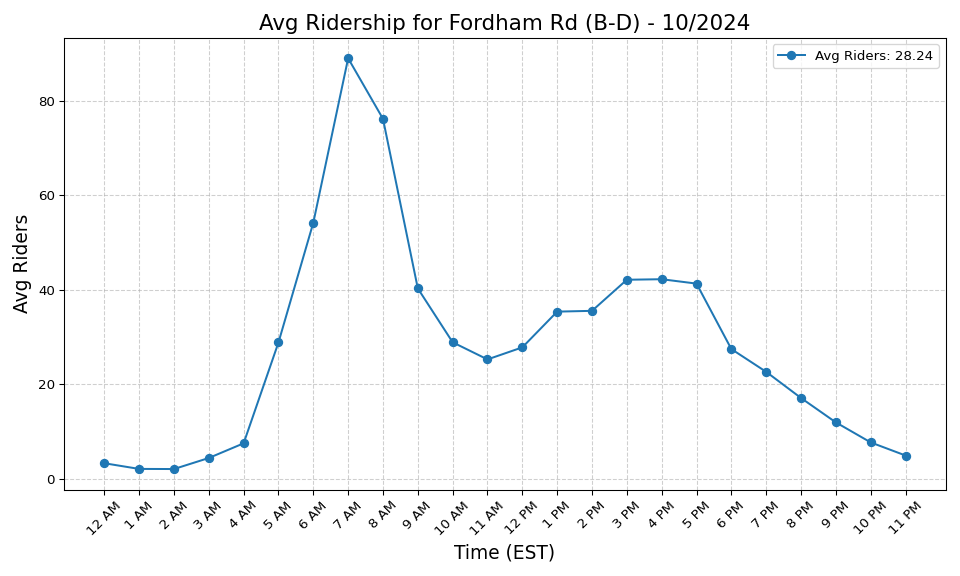 Avg Ridership for Fordham Rd (B-D) - 10/2024
Avg Riders: 28.24
Avg Riders
80
60
40
20
0
12 AM
1 AM
2 AM
3 AM
4 AM
5 AM
6 AM
7 AM
8 AM
9 AM
10 AM
11 AM
12 PM
1 PM
2 PM
3 PM
4 PM
5 PM
6 PM
7 PM
8 PM
9 PM
10 PM
11 PM
Time (EST)